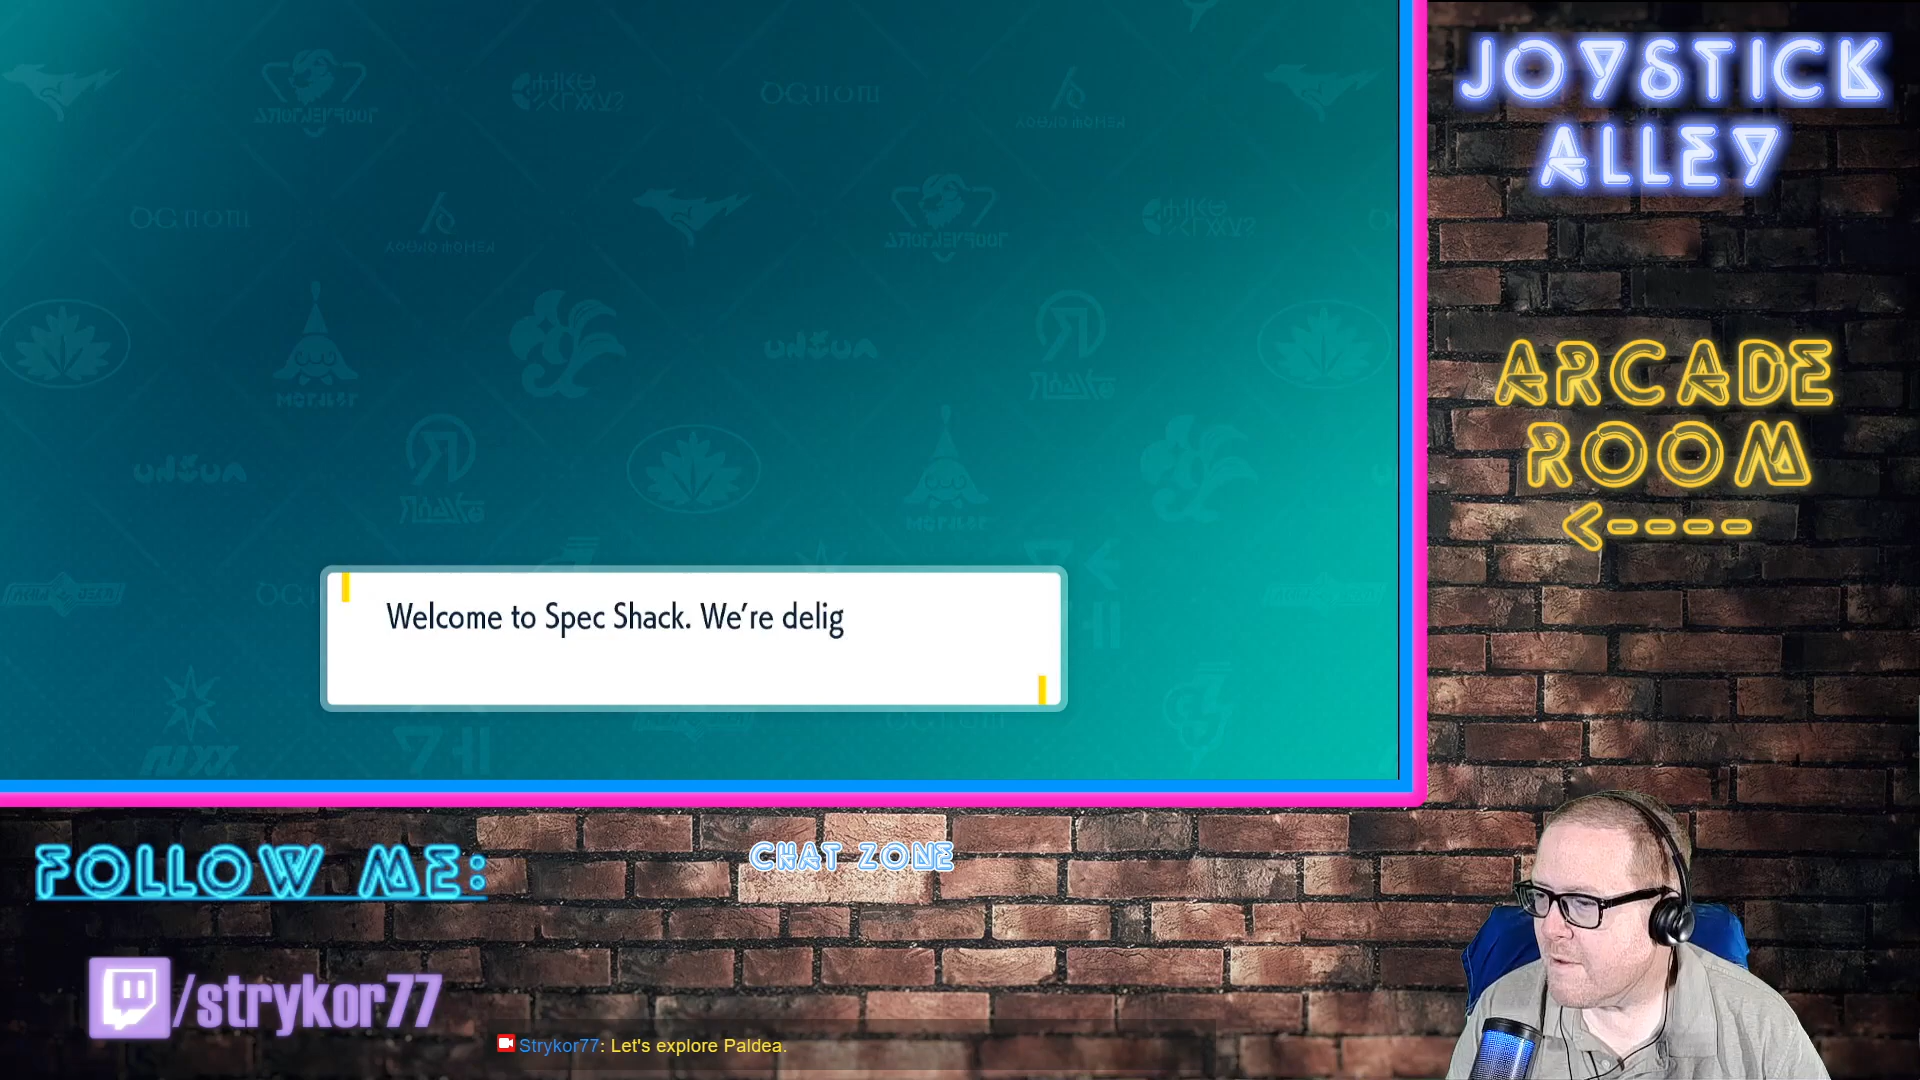 JOYSTICK
ALLEY
ARCADE
ROOM
<----
Welcome to Spec Shack. We're delig
FOLLOW ME:
CHAT ZONE
/strykor77
Strykor77: Let's explore Paldea.